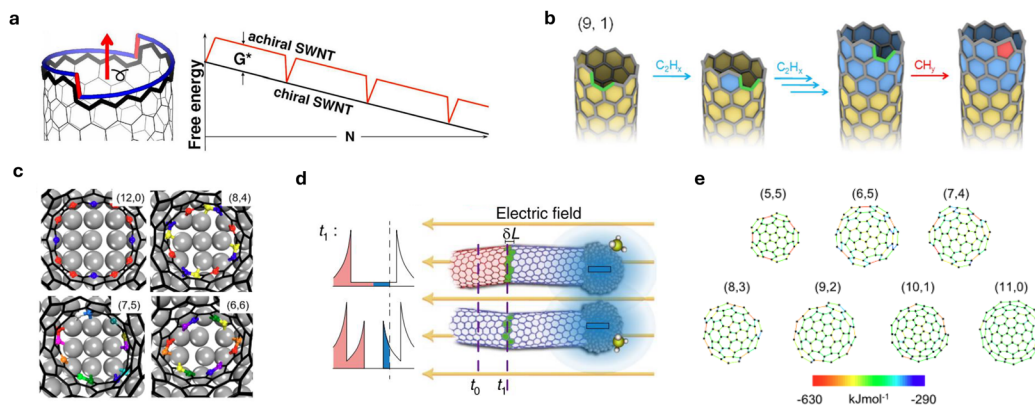 a
Free energy
achiral SWNT
G*
chiral SWNT
N
b
(9, 1)
C₂Hₓ
C₂Hₓ
CHᵧ
c
(12,0)
(8,4)
(7,5)
(6,6)
d
Electric field
t₁ :
δL
t₀
t₁
e
(5,5)
(6,5)
(7,4)
(8,3)
(9,2)
(10,1)
(11,0)
-630
kJmol⁻¹
-290